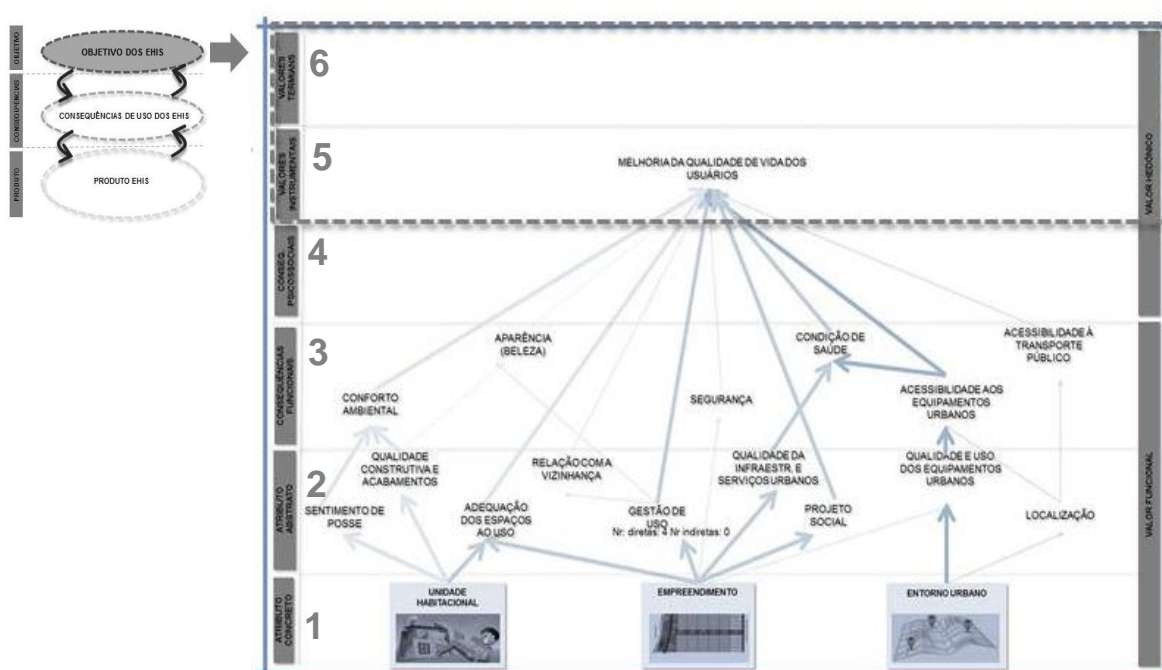 OBJETIVO
OBJETIVO DOS EHIS
CONSEQUÊNCIAS
CONSEQUÊNCIAS DE USO DOS EHIS
PRODUTO
PRODUTO EHIS
VALORES
TERMIANS
6
VALORES
INSTRUMENTAIS
5
MELHORIA DA QUALIDADE DE VIDA DOS
USUÁRIOS
VALOR HEDÔNICO
CONSEQ.
PSICOSSOCIAIS
4
CONSEQUÊNCIAS
FUNCIONAIS
3
APARÊNCIA
(BELEZA)
CONDIÇÃO DE
SAÚDE
ACESSIBILIDADE À
TRANSPORTE
PÚBLICO
CONFORTO
AMBIENTAL
SEGURANÇA
ACESSIBILIDADE AOS
EQUIPAMENTOS
URBANOS
VALOR FUNCIONAL
ATRIBUTO
ABSTRATO
2
QUALIDADE
CONSTRUTIVA E
ACABAMENTOS
RELAÇÃO COM A
VIZINHANÇA
QUALIDADE DA
INFRAESTR. E
SERVIÇOS URBANOS
QUALIDADE E USO
DOS EQUIPAMENTOS
URBANOS
SENTIMENTO DE
POSSE
ADEQUAÇÃO
DOS ESPAÇOS
AO USO
GESTÃO DE
USO
Nr: diretas: 4 Nr indiretas: 0
PROJETO
SOCIAL
LOCALIZAÇÃO
ATRIBUTO
CONCRETO
1
UNIDADE
HABITACIONAL
EMPREENDIMENTO
ENTORNO URBANO